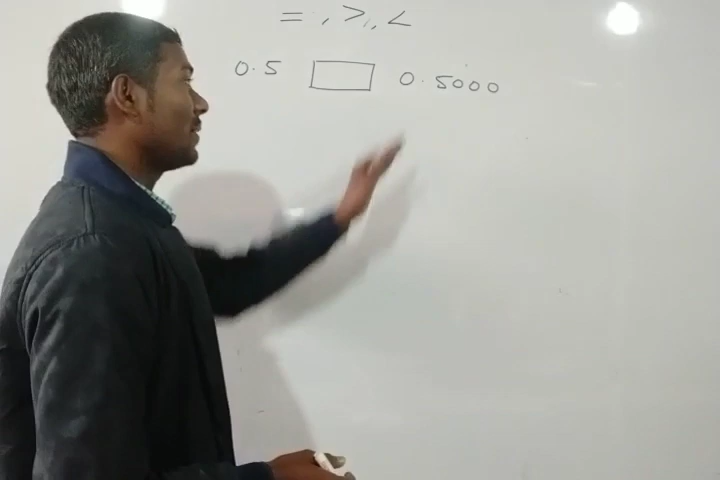 = , >, , <
0.5 □ 0.5000